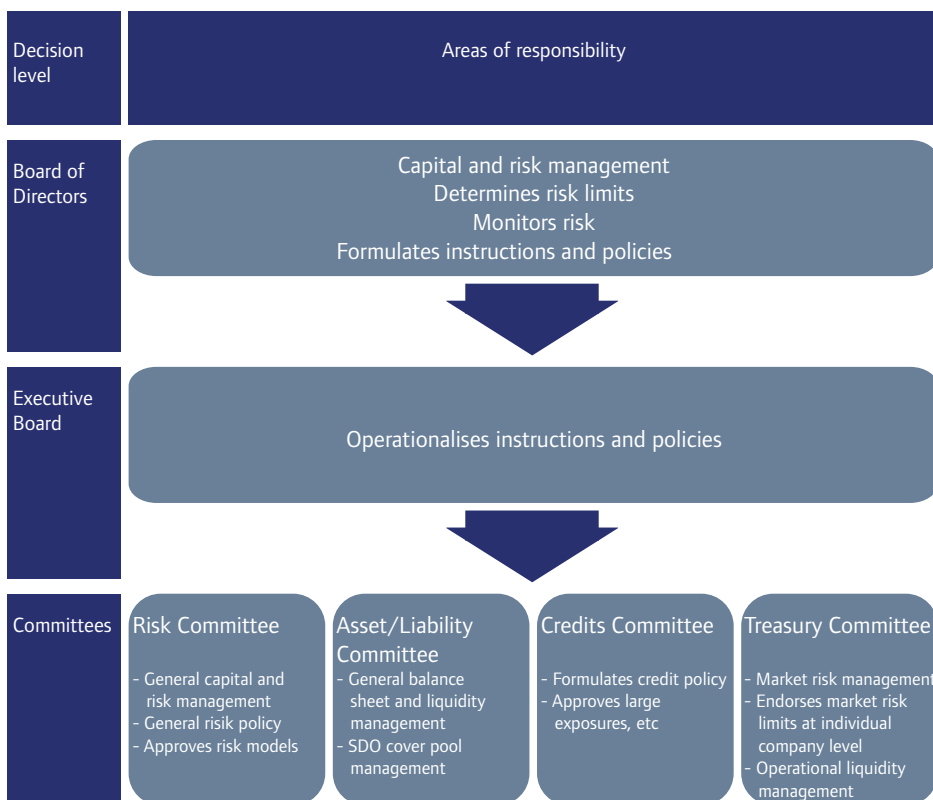 Decision
level
Areas of responsibility
Board of
Directors
Capital and risk management
Determines risk limits
Monitors risk
Formulates instructions and policies
Executive
Board
Operationalises instructions and policies
Committees
Risk Committee
- General capital and
risk management
- General risik policy
- Approves risk models
Asset/Liability
Committee
- General balance
sheet and liquidity
management
- SDO cover pool
management
Credits Committee
- Formulates credit policy
- Approves large
exposures, etc
Treasury Committee
- Market risk management
- Endorses market risk
limits at individual
company level
- Operational liquidity
management